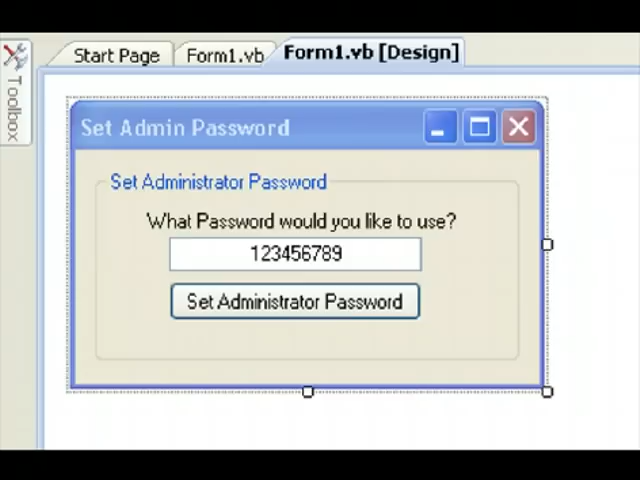 Start Page
Form1.vb
Form1.vb [Design]
Toolbox
Set Admin Password
Set Administrator Password
What Password would you like to use?
123456789
Set Administrator Password